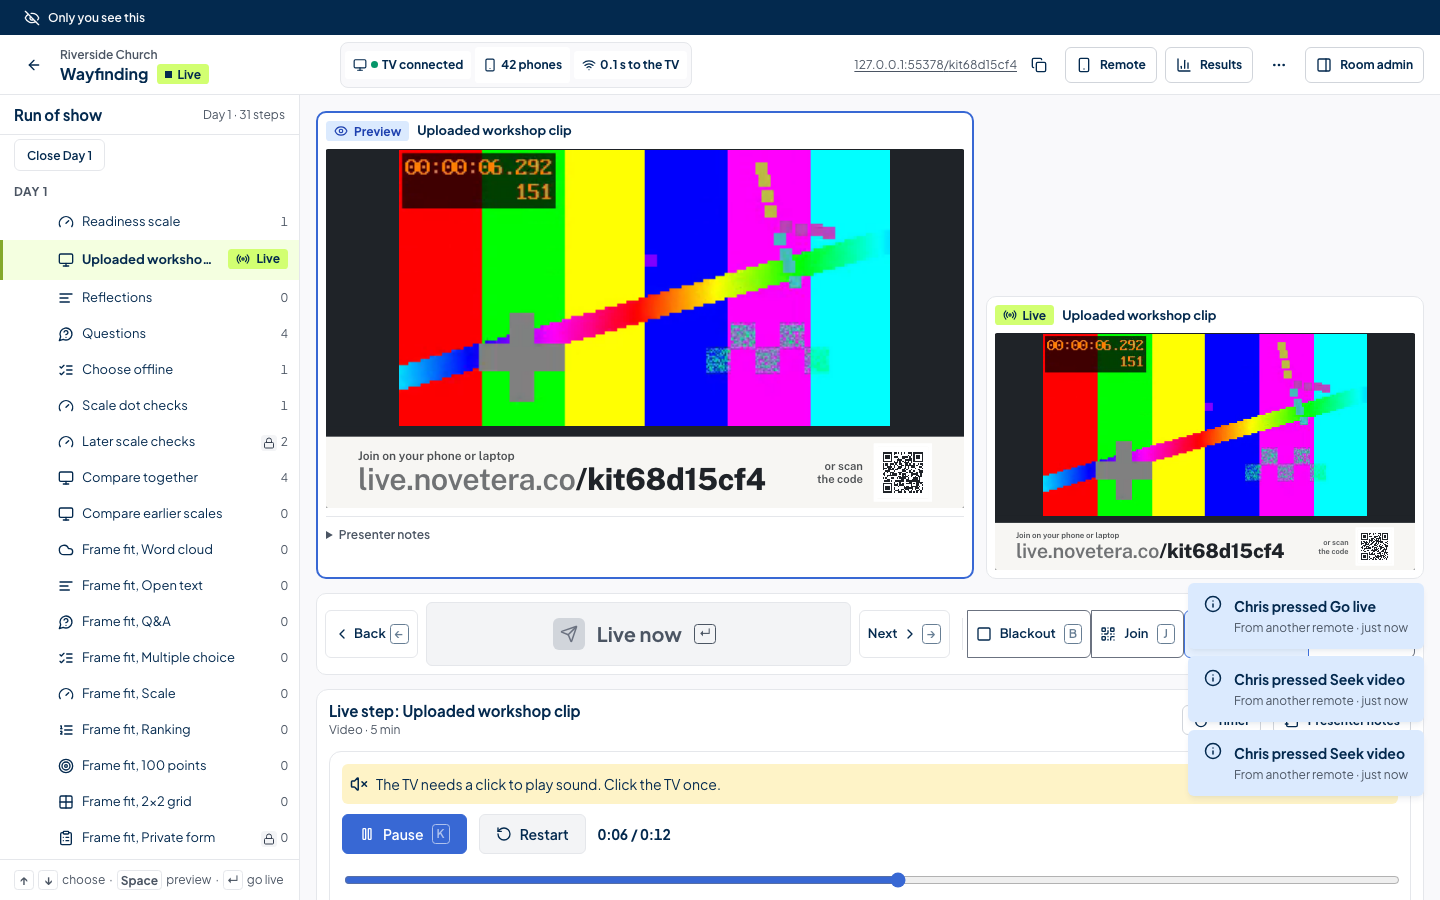 Only you see this
Riverside Church
Wayfinding
Live
TV connected
42 phones
0.1 s to the TV
127.0.0.1:55378/kit68d15cf4
Remote
Results
Room admin
Run of show
Day 1 · 31 steps
Close Day 1
DAY 1
Readiness scale 1
Uploaded worksho... Live
Reflections 0
Questions 4
Choose offline 1
Scale dot checks 1
Later scale checks 2
Compare together 4
Compare earlier scales 0
Frame fit, Word cloud 0
Frame fit, Open text 0
Frame fit, Q&A 0
Frame fit, Multiple choice 0
Frame fit, Scale 0
Frame fit, Ranking 0
Frame fit, 100 points 0
Frame fit, 2×2 grid 0
Frame fit, Private form 0
↑ ↓ choose · Space preview · ↵ go live
Preview Uploaded workshop clip
00:00:06.292
151
Join on your phone or laptop
live.novetera.co/kit68d15cf4
or scan
the code
Presenter notes
Live Uploaded workshop clip
00:00:06.292
151
Join on your phone or laptop
live.novetera.co/kit68d15cf4
or scan
the code
Back ←
Live now ↵
Next →
Blackout B
Join J
Chris pressed Go live
From another remote · just now
Chris pressed Seek video
From another remote · just now
Chris pressed Seek video
From another remote · just now
Live step: Uploaded workshop clip
Video · 5 min
The TV needs a click to play sound. Click the TV once.
Pause K
Restart
0:06 / 0:12